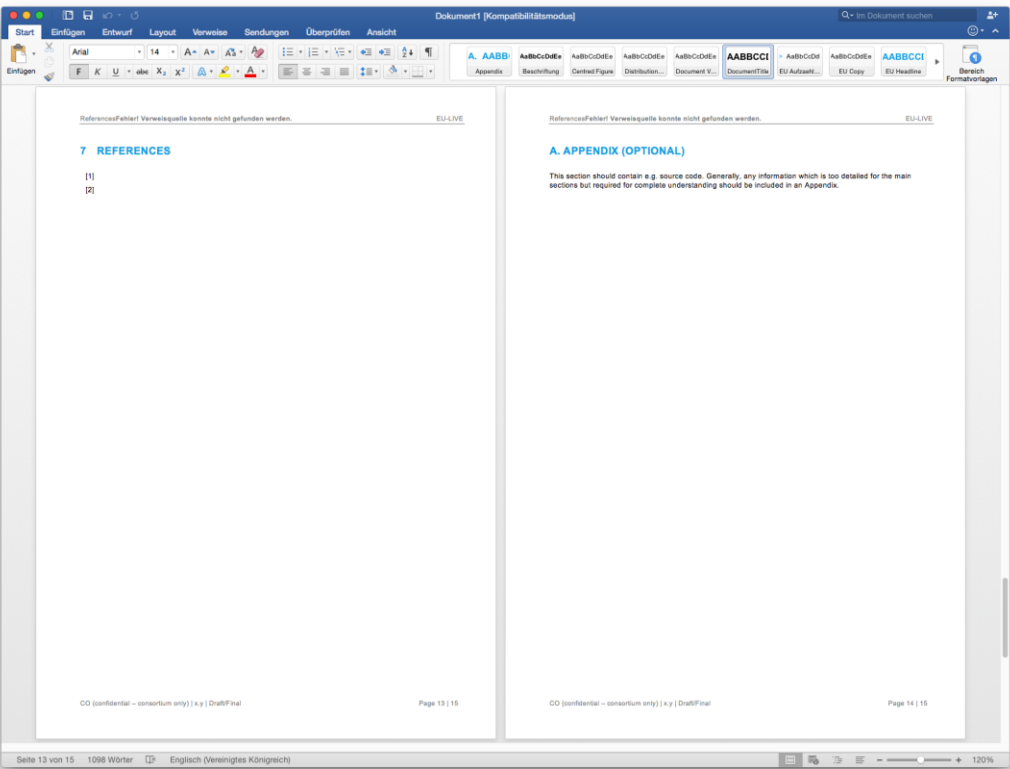 Dokument1 [Kompatibilitätsmodus]
Im Dokument suchen
Start Einfügen Entwurf Layout Verweise Sendungen Überprüfen Ansicht
Einfügen
Arial 14
F K U abc X2 X2
A. AABB AaBbCcDdEe AaBbCcDdEe AaBbCcDdEe AaBbCcDdEe AABBCCI AaBbCcDd AaBbCcDdEe AABBCCI
Appendix Beschriftung Centred Figure Distribution... Document V... DocumentTitle EU Aufzaehl... EU Copy EU Headline
Bereich
Formatvorlagen
ReferencesFehler! Verweisquelle konnte nicht gefunden werden. EU-LIVE
7 REFERENCES
[1]
[2]
CO (confidential – consortium only) | x.y | Draft/Final Page 13 | 15
ReferencesFehler! Verweisquelle konnte nicht gefunden werden. EU-LIVE
A. APPENDIX (OPTIONAL)
This section should contain e.g. source code. Generally, any information which is too detailed for the main
sections but required for complete understanding should be included in an Appendix.
CO (confidential – consortium only) | x.y | Draft/Final Page 14 | 15
Seite 13 von 15 1098 Wörter Englisch (Vereinigtes Königreich) 120%